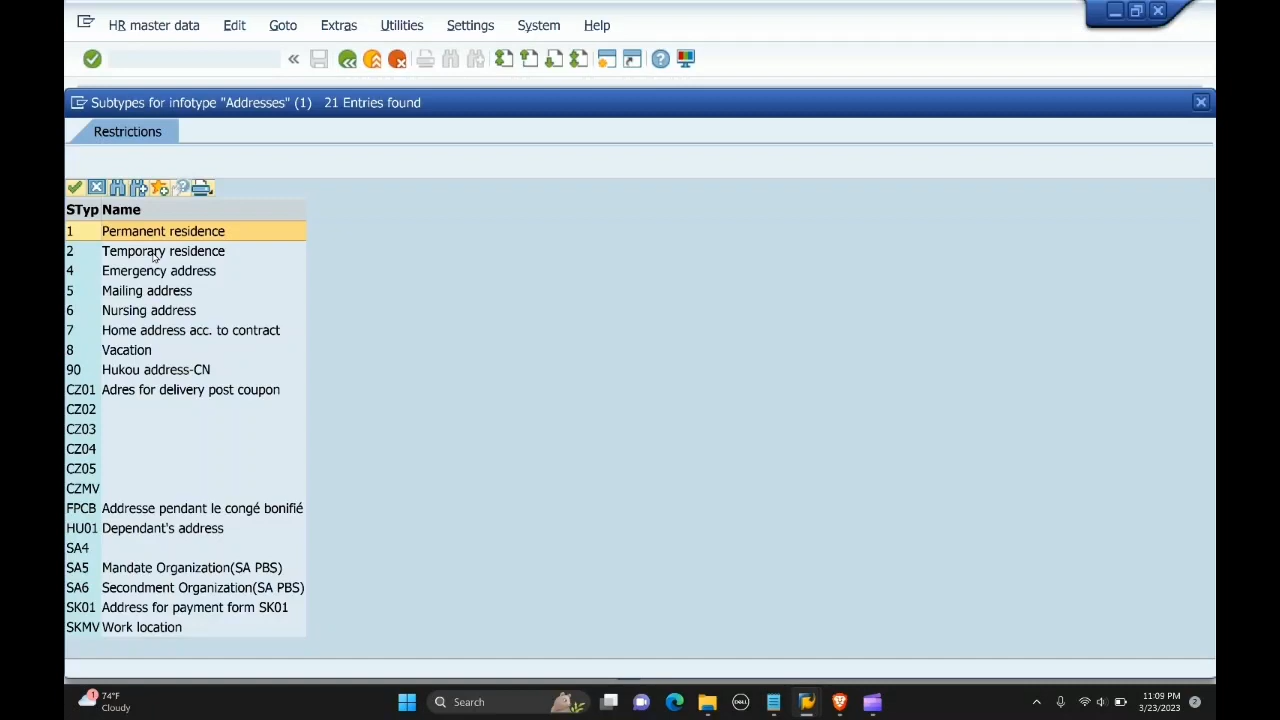 HR master data Edit Goto Extras Utilities Settings System Help
Subtypes for infotype "Addresses" (1) 21 Entries found
Restrictions
STyp Name
1 Permanent residence
2 Temporary residence
4 Emergency address
5 Mailing address
6 Nursing address
7 Home address acc. to contract
8 Vacation
90 Hukou address-CN
CZ01 Adres for delivery post coupon
CZ02
CZ03
CZ04
CZ05
CZMV
FPCB Addresse pendant le congé bonifié
HU01 Dependant's address
SA4
SA5 Mandate Organization(SA PBS)
SA6 Secondment Organization(SA PBS)
SK01 Address for payment form SK01
SKMV Work location
1 74°F
Cloudy
Search
DELL
11:09 PM
3/23/2023
2